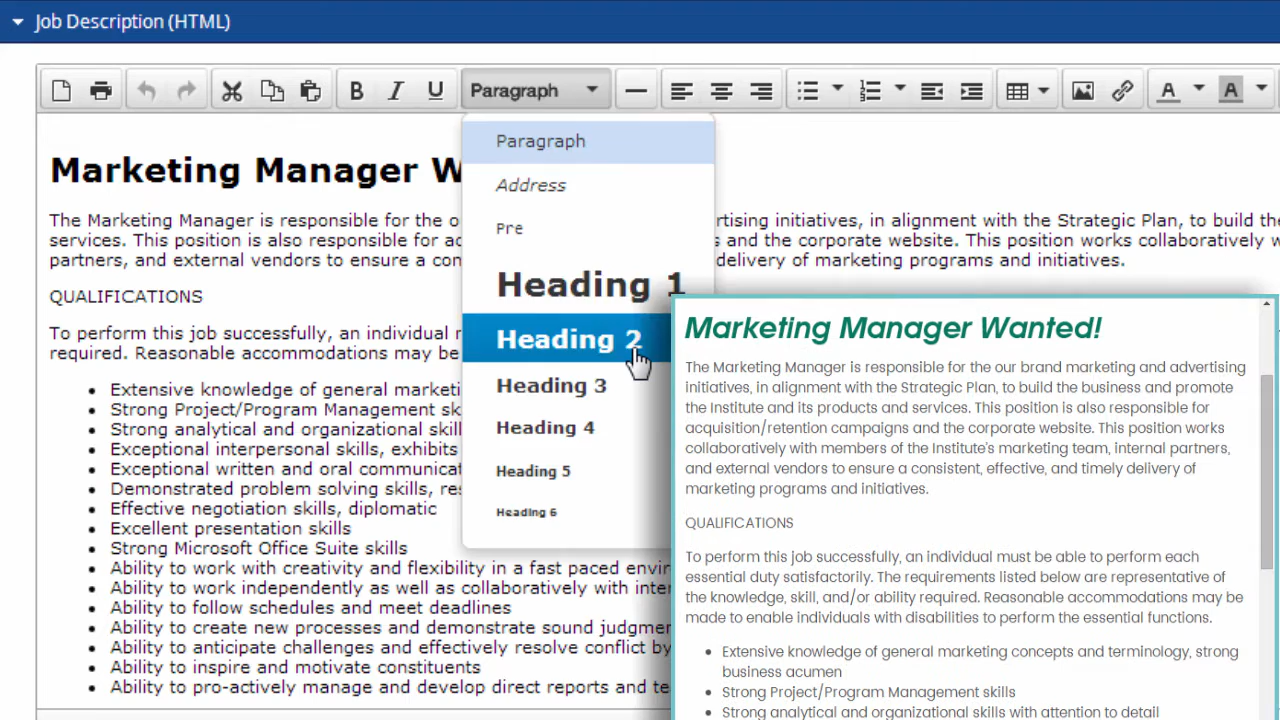 Job Description (HTML)
B I U Paragraph A A
Paragraph
Address
Pre
Heading 1
Heading 2
Heading 3
Heading 4
Heading 5
Heading 6
Marketing Manager W
The Marketing Manager is responsible for the o rtising initiatives, in alignment with the Strategic Plan, to build the
services. This position is also responsible for ac s and the corporate website. This position works collaboratively w
partners, and external vendors to ensure a con delivery of marketing programs and initiatives.
QUALIFICATIONS
To perform this job successfully, an individual r
required. Reasonable accommodations may be
Extensive knowledge of general marketi
Strong Project/Program Management sk
Strong analytical and organizational skill
Exceptional interpersonal skills, exhibits
Exceptional written and oral communicat
Demonstrated problem solving skills, res
Effective negotiation skills, diplomatic
Excellent presentation skills
Strong Microsoft Office Suite skills
Ability to work with creativity and flexibility in a fast paced envir
Ability to work independently as well as collaboratively with inter
Ability to follow schedules and meet deadlines
Ability to create new processes and demonstrate sound judgmen
Ability to anticipate challenges and effectively resolve conflict by
Ability to inspire and motivate constituents
Ability to pro-actively manage and develop direct reports and te
Marketing Manager Wanted!
The Marketing Manager is responsible for the our brand marketing and advertising
initiatives, in alignment with the Strategic Plan, to build the business and promote
the Institute and its products and services. This position is also responsible for
acquisition/retention campaigns and the corporate website. This position works
collaboratively with members of the Institute's marketing team, internal partners,
and external vendors to ensure a consistent, effective, and timely delivery of
marketing programs and initiatives.
QUALIFICATIONS
To perform this job successfully, an individual must be able to perform each
essential duty satisfactorily. The requirements listed below are representative of
the knowledge, skill, and/or ability required. Reasonable accommodations may be
made to enable individuals with disabilities to perform the essential functions.
Extensive knowledge of general marketing concepts and terminology, strong
business acumen
Strong Project/Program Management skills
Strong analytical and organizational skills with attention to detail